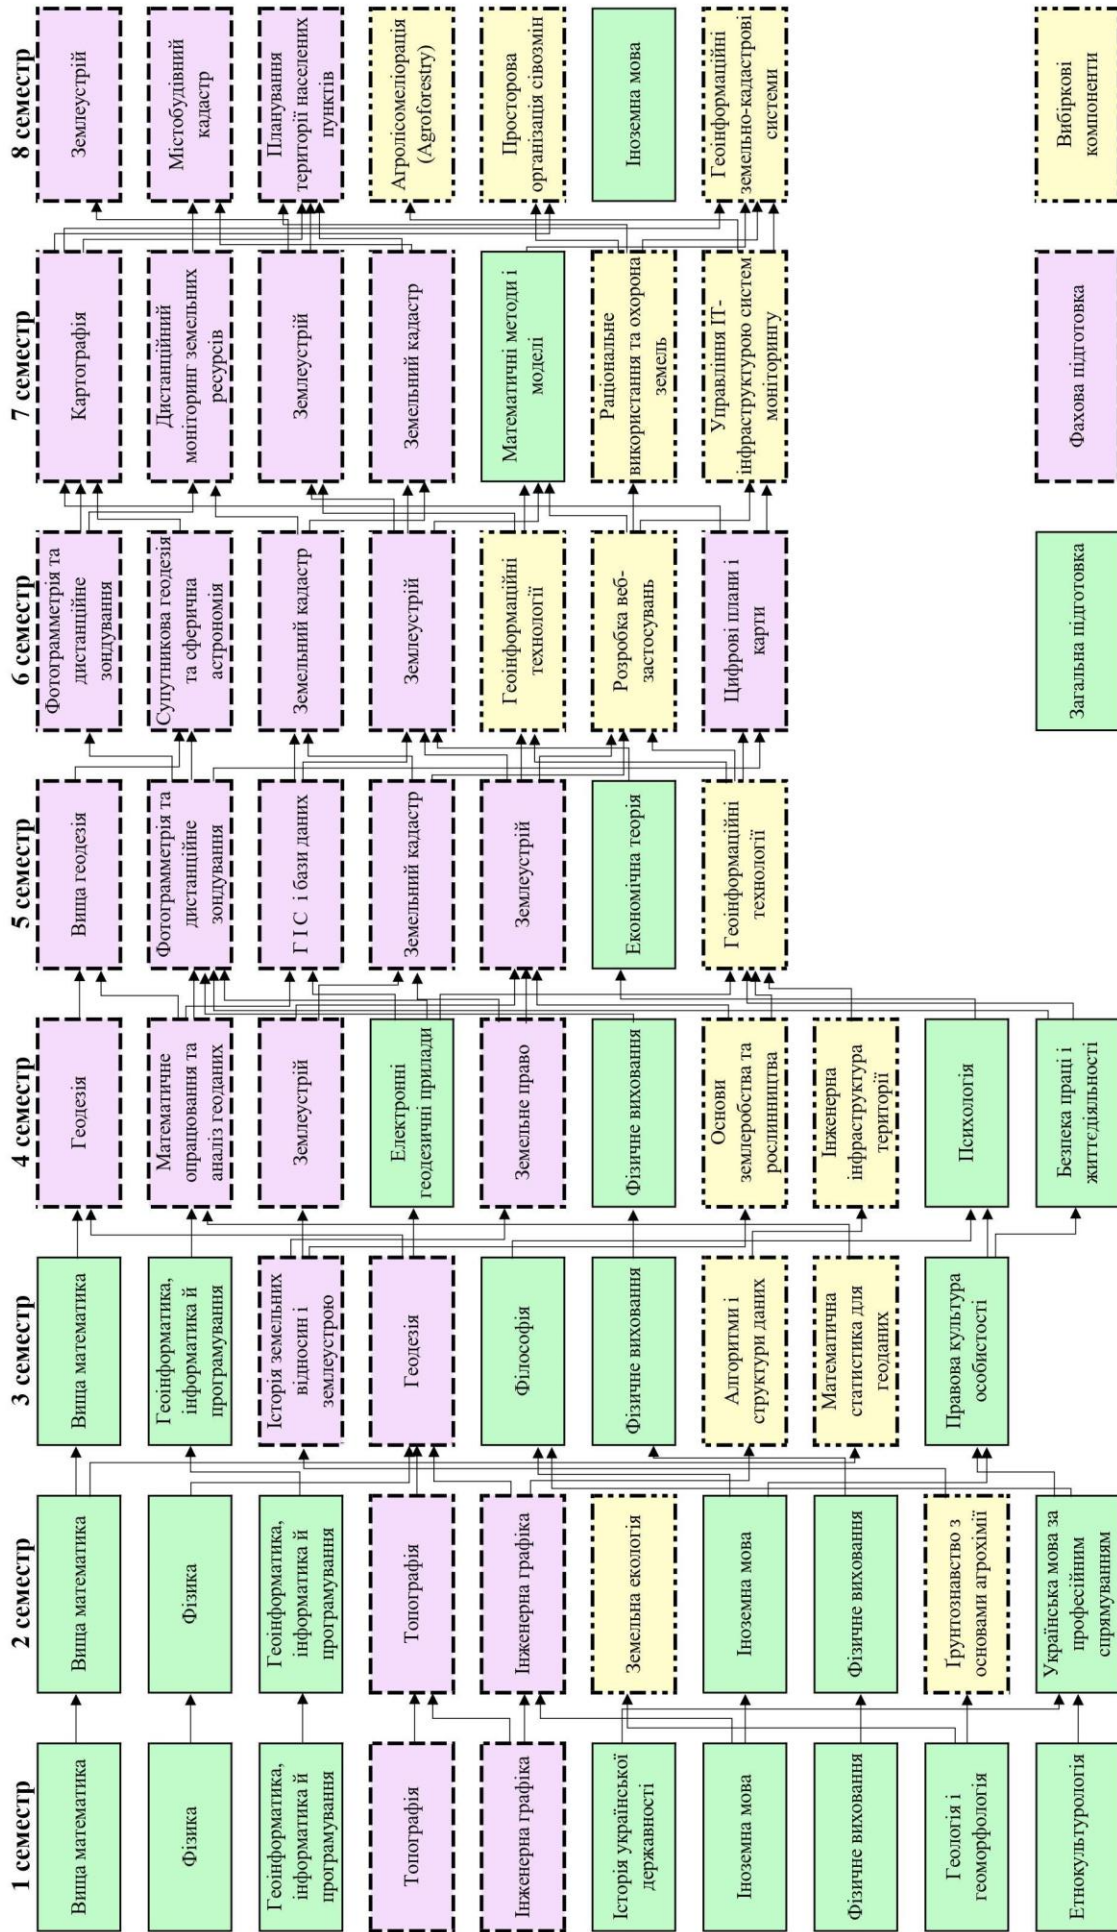 1 семестр
Вища математика
Фізика
Геоінформатика,
інформатика й
програмування
Топографія
Інженерна графіка
Історія української
державності
Іноземна мова
Фізичне виховання
Геологія і
геоморфологія
Етнокультурологія
2 семестр
Вища математика
Фізика
Геоінформатика,
інформатика й
програмування
Топографія
Інженерна графіка
Земельна екологія
Іноземна мова
Фізичне виховання
Ґрунтознавство з
основами агрохімії
Українська мова за
професійним
спрямуванням
3 семестр
Вища математика
Геоінформатика,
інформатика й
програмування
Історія земельних
відносин і
землеустрою
Геодезія
Філософія
Фізичне виховання
Алгоритми і
структури даних
Математична
статистика для
геоданих
Правова культура
особистості
4 семестр
Геодезія
Математичне
опрацювання та
аналіз геоданих
Землеустрій
Електронні
геодезичні прилади
Земельне право
Фізичне виховання
Основи
землеробства та
рослинництва
Інженерна
інфраструктура
території
Психологія
Безпека праці і
життєдіяльності
5 семестр
Вища геодезія
Фотограмметрія та
дистанційне
зондування
Г І С і бази даних
Земельний кадастр
Землеустрій
Економічна теорія
Геоінформаційні
технології
6 семестр
Фотограмметрія та
дистанційне
зондування
Супутникова геодезія
та сферична
астрономія
Земельний кадастр
Землеустрій
Геоінформаційні
технології
Розробка веб-
застосувань
Цифрові плани і
карти
7 семестр
Картографія
Дистанційний
моніторинг земельних
ресурсів
Землеустрій
Земельний кадастр
Математичні методи і
моделі
Раціональне
використання та охорона
земель
Управління ІТ-
інфраструктурою систем
моніторингу
8 семестр
Землеустрій
Містобудівний
кадастр
Планування
території населених
пунктів
Агролісомеліорація
(Agroforestry)
Просторова
організація сівозмін
Іноземна мова
Геоінформаційні
земельно-кадастрові
системи
Загальна підготовка
Фахова підготовка
Вибіркові
компоненти